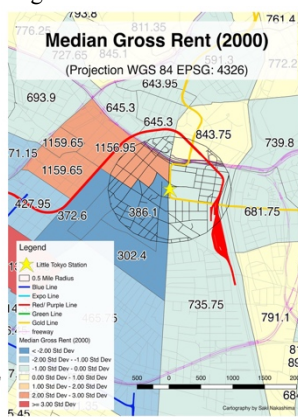 793.8
811.35
761.4
776.25
Median Gross Rent (2000)
727.65
845.1
591.3
772.2
(Projection WGS 84 EPSG: 4326)
643.95
693.9
645.3
645.3
843.75
739.8
1159.65
1156.95
71.15
1159.65
427.95
372.6
386.1
681.75
302.4
735.75
791.1
Legend
Little Tokyo Station
0.5 Mile Radius
Blue Line
Expo Line
Red/ Purple Line
Green Line
Gold Line
freeway
Median Gross Rent (2000)
< -2.00 Std Dev
-2.00 Std Dev - -1.00 Std Dev
-1.00 Std Dev - 0.00 Std Dev
0.00 Std Dev - 1.00 Std Dev
1.00 Std Dev - 2.00 Std Dev
2.00 Std Dev - 3.00 Std Dev
>= 3.00 Std Dev
500
0
500
Cartography by Saki Nakashima
5.45